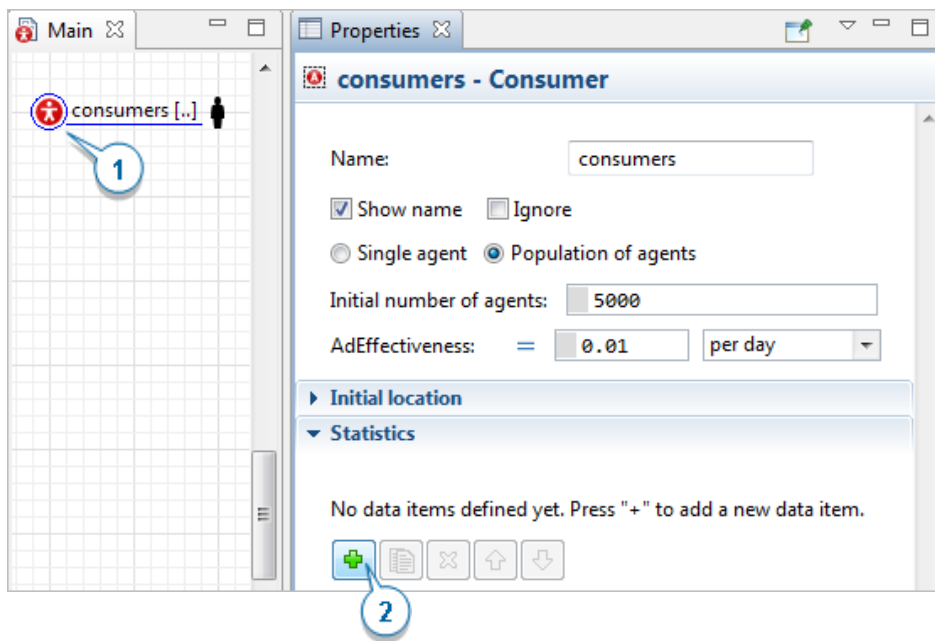 Main
Properties
consumers - Consumer
consumers [..]
1
Name:
consumers
Show name
Ignore
Single agent
Population of agents
Initial number of agents:
5000
AdEffectiveness:
=
0.01
per day
Initial location
Statistics
No data items defined yet. Press "+" to add a new data item.
2